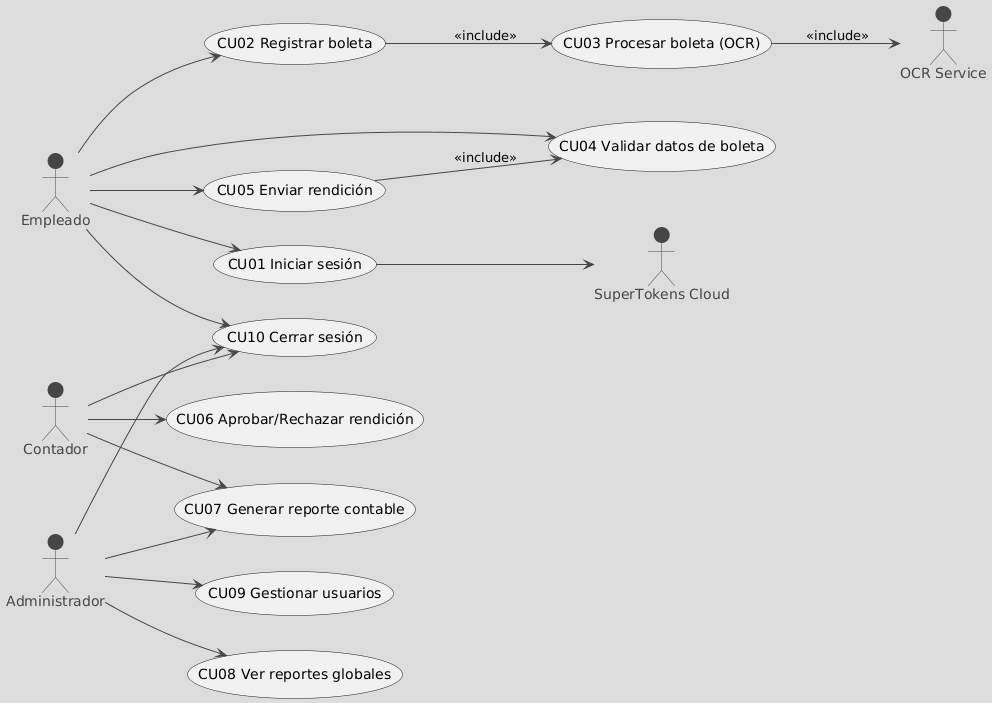 CU02 Registrar boleta
«include»
CU03 Procesar boleta (OCR)
«include»
OCR Service
CU04 Validar datos de boleta
«include»
Empleado
CU05 Enviar rendición
CU01 Iniciar sesión
SuperTokens Cloud
CU10 Cerrar sesión
Contador
CU06 Aprobar/Rechazar rendición
CU07 Generar reporte contable
Administrador
CU09 Gestionar usuarios
CU08 Ver reportes globales